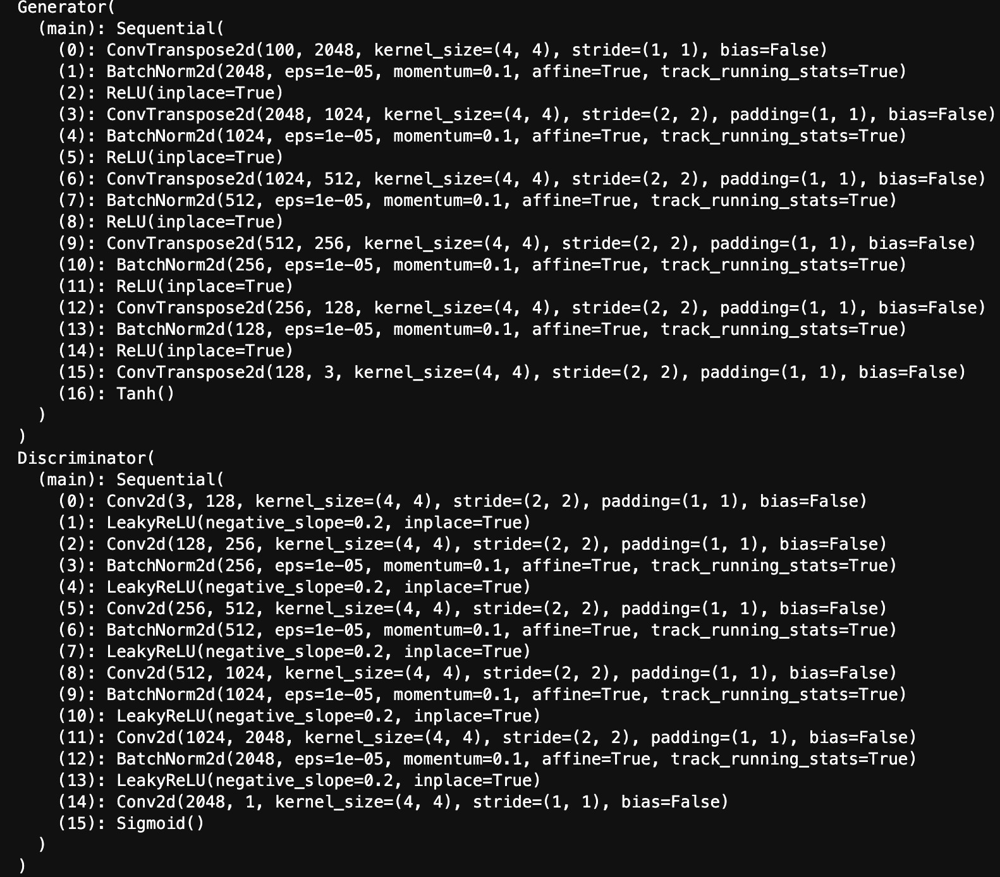 Generator(
  (main): Sequential(
    (0): ConvTranspose2d(100, 2048, kernel_size=(4, 4), stride=(1, 1), bias=False)
    (1): BatchNorm2d(2048, eps=1e-05, momentum=0.1, affine=True, track_running_stats=True)
    (2): ReLU(inplace=True)
    (3): ConvTranspose2d(2048, 1024, kernel_size=(4, 4), stride=(2, 2), padding=(1, 1), bias=False)
    (4): BatchNorm2d(1024, eps=1e-05, momentum=0.1, affine=True, track_running_stats=True)
    (5): ReLU(inplace=True)
    (6): ConvTranspose2d(1024, 512, kernel_size=(4, 4), stride=(2, 2), padding=(1, 1), bias=False)
    (7): BatchNorm2d(512, eps=1e-05, momentum=0.1, affine=True, track_running_stats=True)
    (8): ReLU(inplace=True)
    (9): ConvTranspose2d(512, 256, kernel_size=(4, 4), stride=(2, 2), padding=(1, 1), bias=False)
    (10): BatchNorm2d(256, eps=1e-05, momentum=0.1, affine=True, track_running_stats=True)
    (11): ReLU(inplace=True)
    (12): ConvTranspose2d(256, 128, kernel_size=(4, 4), stride=(2, 2), padding=(1, 1), bias=False)
    (13): BatchNorm2d(128, eps=1e-05, momentum=0.1, affine=True, track_running_stats=True)
    (14): ReLU(inplace=True)
    (15): ConvTranspose2d(128, 3, kernel_size=(4, 4), stride=(2, 2), padding=(1, 1), bias=False)
    (16): Tanh()
  )
)
Discriminator(
  (main): Sequential(
    (0): Conv2d(3, 128, kernel_size=(4, 4), stride=(2, 2), padding=(1, 1), bias=False)
    (1): LeakyReLU(negative_slope=0.2, inplace=True)
    (2): Conv2d(128, 256, kernel_size=(4, 4), stride=(2, 2), padding=(1, 1), bias=False)
    (3): BatchNorm2d(256, eps=1e-05, momentum=0.1, affine=True, track_running_stats=True)
    (4): LeakyReLU(negative_slope=0.2, inplace=True)
    (5): Conv2d(256, 512, kernel_size=(4, 4), stride=(2, 2), padding=(1, 1), bias=False)
    (6): BatchNorm2d(512, eps=1e-05, momentum=0.1, affine=True, track_running_stats=True)
    (7): LeakyReLU(negative_slope=0.2, inplace=True)
    (8): Conv2d(512, 1024, kernel_size=(4, 4), stride=(2, 2), padding=(1, 1), bias=False)
    (9): BatchNorm2d(1024, eps=1e-05, momentum=0.1, affine=True, track_running_stats=True)
    (10): LeakyReLU(negative_slope=0.2, inplace=True)
    (11): Conv2d(1024, 2048, kernel_size=(4, 4), stride=(2, 2), padding=(1, 1), bias=False)
    (12): BatchNorm2d(2048, eps=1e-05, momentum=0.1, affine=True, track_running_stats=True)
    (13): LeakyReLU(negative_slope=0.2, inplace=True)
    (14): Conv2d(2048, 1, kernel_size=(4, 4), stride=(1, 1), bias=False)
    (15): Sigmoid()
  )
)